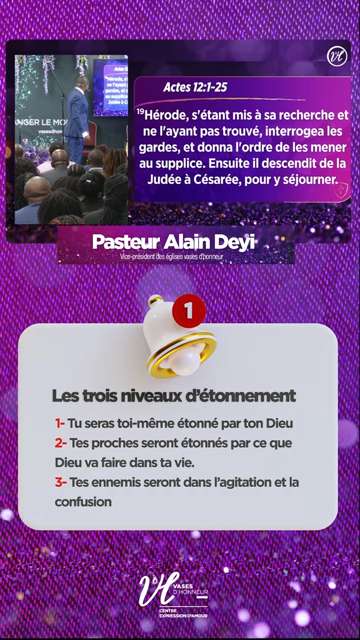 Actes 12:1-25
¹⁹Hérode, s'étant mis à sa recherche et
ne l'ayant pas trouvé, interrogea les
gardes, et donna l'ordre de les mener
au supplice. Ensuite il descendit de la
Judée à Césarée, pour y séjourner.
Pasteur Alain Deyi
Vice-président des églises vases d'honneur
1
Les trois niveaux d'étonnement
1- Tu seras toi-même étonné par ton Dieu
2- Tes proches seront étonnés par ce que
Dieu va faire dans ta vie.
3- Tes ennemis seront dans l'agitation et la
confusion
VH
VASES
D'HONNEUR
CENTRE
EXPRESSION D'AMOUR